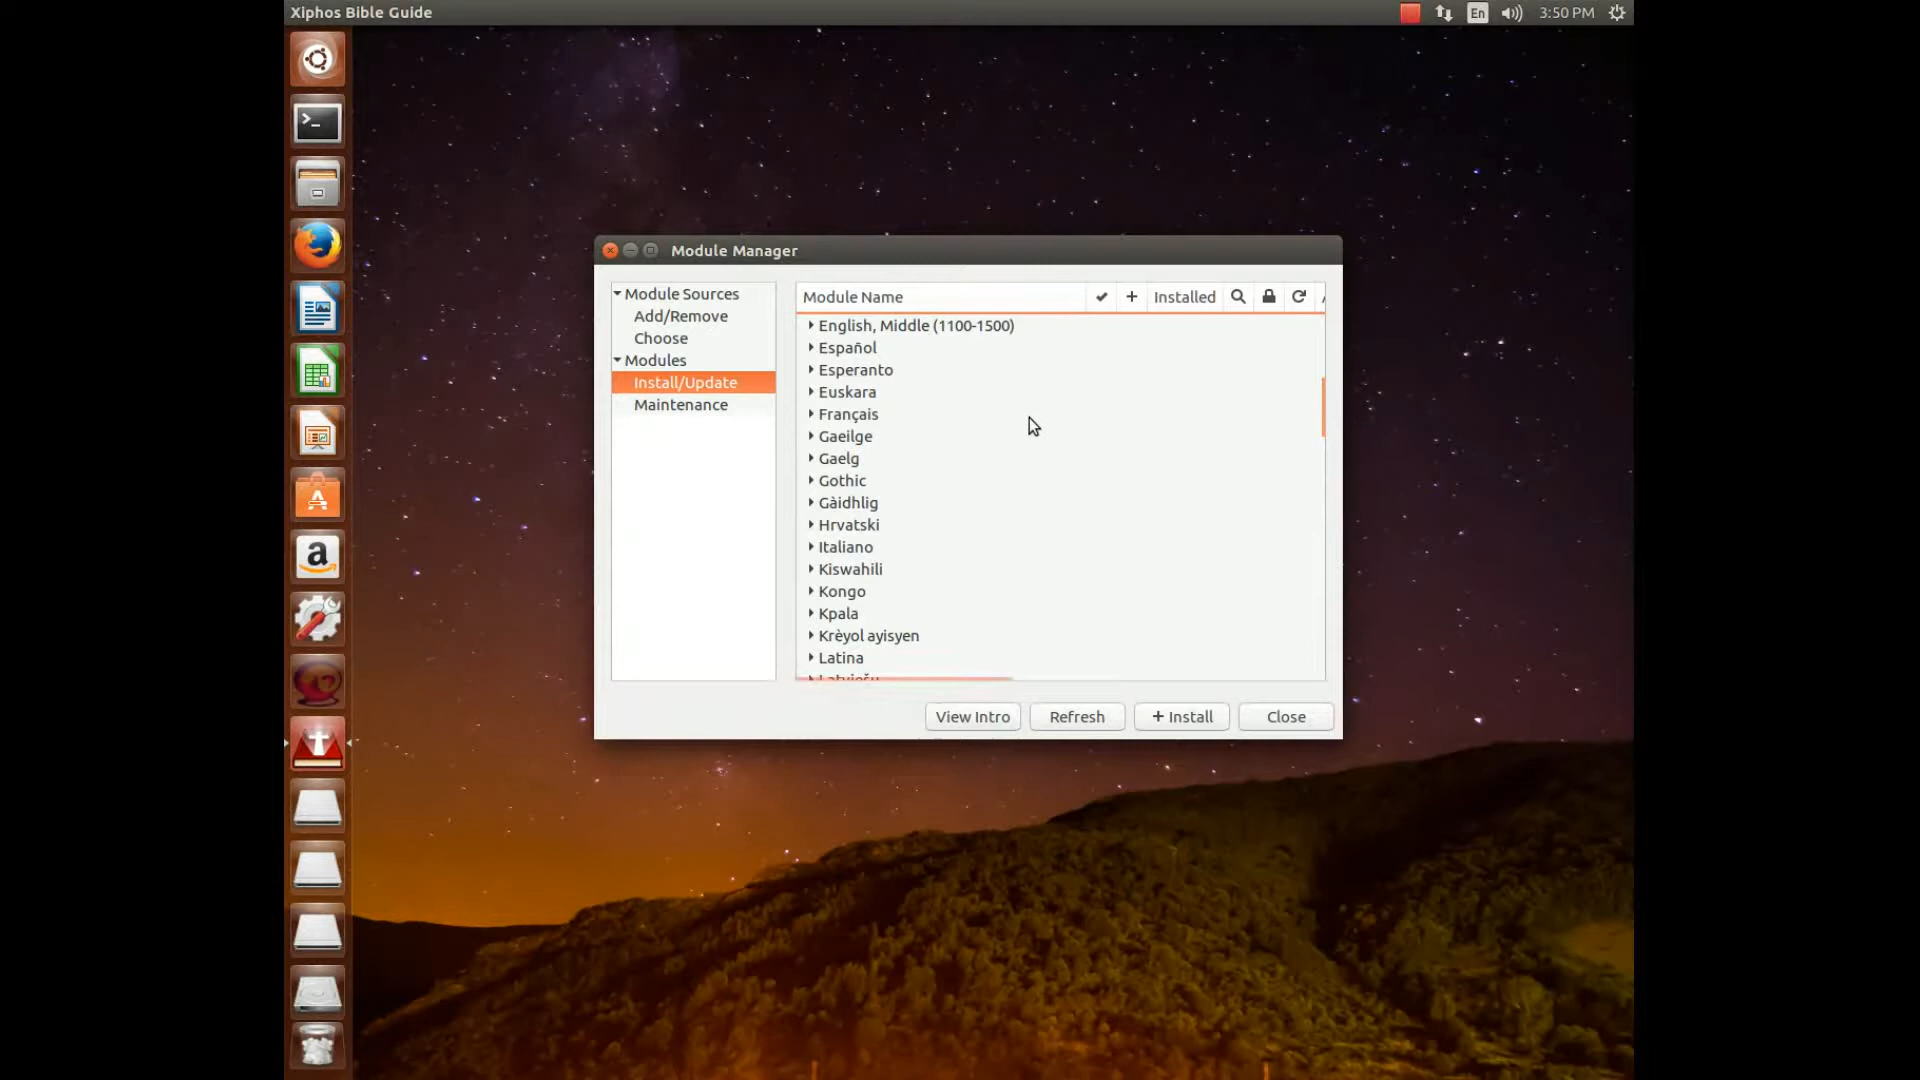 Xiphos Bible Guide
En
3:50 PM
Module Manager
Module Sources
Add/Remove
Choose
Modules
Install/Update
Maintenance
Module Name
Installed
English, Middle (1100-1500)
Español
Esperanto
Euskara
Français
Gaeilge
Gaelg
Gothic
Gàidhlig
Hrvatski
Italiano
Kiswahili
Kongo
Kpala
Krèyol ayisyen
Latina
View Intro
Refresh
+ Install
Close